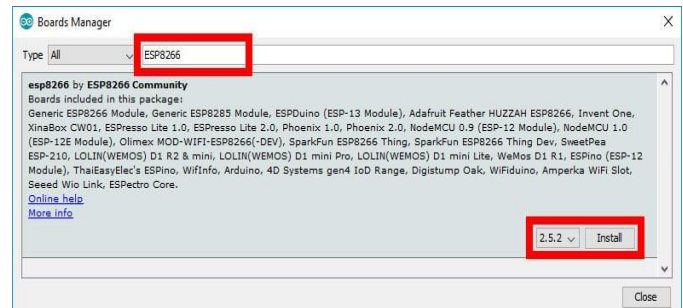 Boards Manager
Type All ESP8266
esp8266 by ESP8266 Community
Boards included in this package:
Generic ESP8266 Module, Generic ESP8285 Module, ESPDuino (ESP-13 Module), Adafruit Feather HUZZAH ESP8266, Invent One,
XinaBox CW01, ESPresso Lite 1.0, ESPresso Lite 2.0, Phoenix 1.0, Phoenix 2.0, NodeMCU 0.9 (ESP-12 Module), NodeMCU 1.0
(ESP-12E Module), Olimex MOD-WIFI-ESP8266(-DEV), SparkFun ESP8266 Thing, SparkFun ESP8266 Thing Dev, SweetPea
ESP-210, LOLIN(WEMOS) D1 R2 & mini, LOLIN(WEMOS) D1 mini Pro, LOLIN(WEMOS) D1 mini Lite, WeMos D1 R1, ESPino (ESP-12
Module), ThaiEasyElec's ESPino, WifInfo, Arduino, 4D Systems gen4 IoD Range, Digistump Oak, WiFiduino, Amperka WiFi Slot,
Seeed Wio Link, ESPectro Core.
Online help
More info
2.5.2 Install
Close